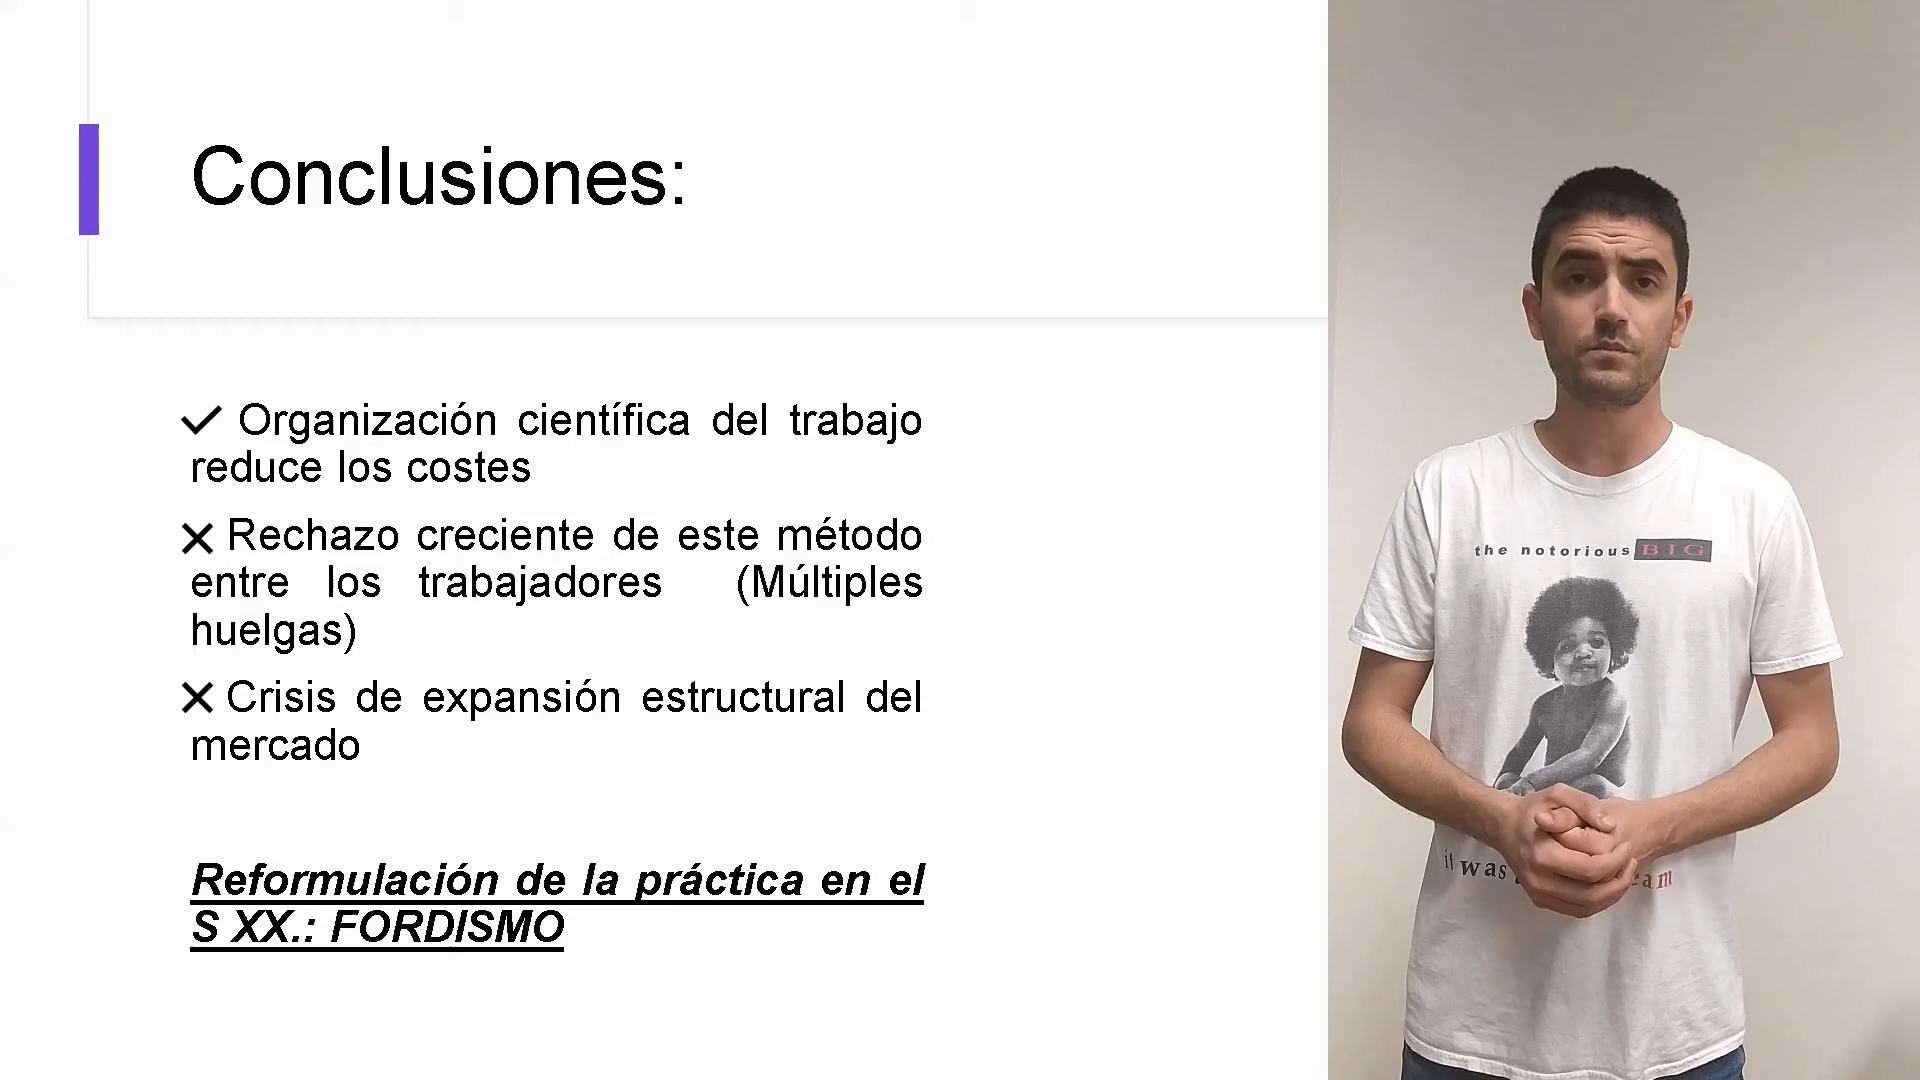 Conclusiones:
✓ Organización científica del trabajo
reduce los costes
✕ Rechazo creciente de este método
entre los trabajadores (Múltiples
huelgas)
✕ Crisis de expansión estructural del
mercado
Reformulación de la práctica en el
S XX.: FORDISMO
the notorious BIG
it was